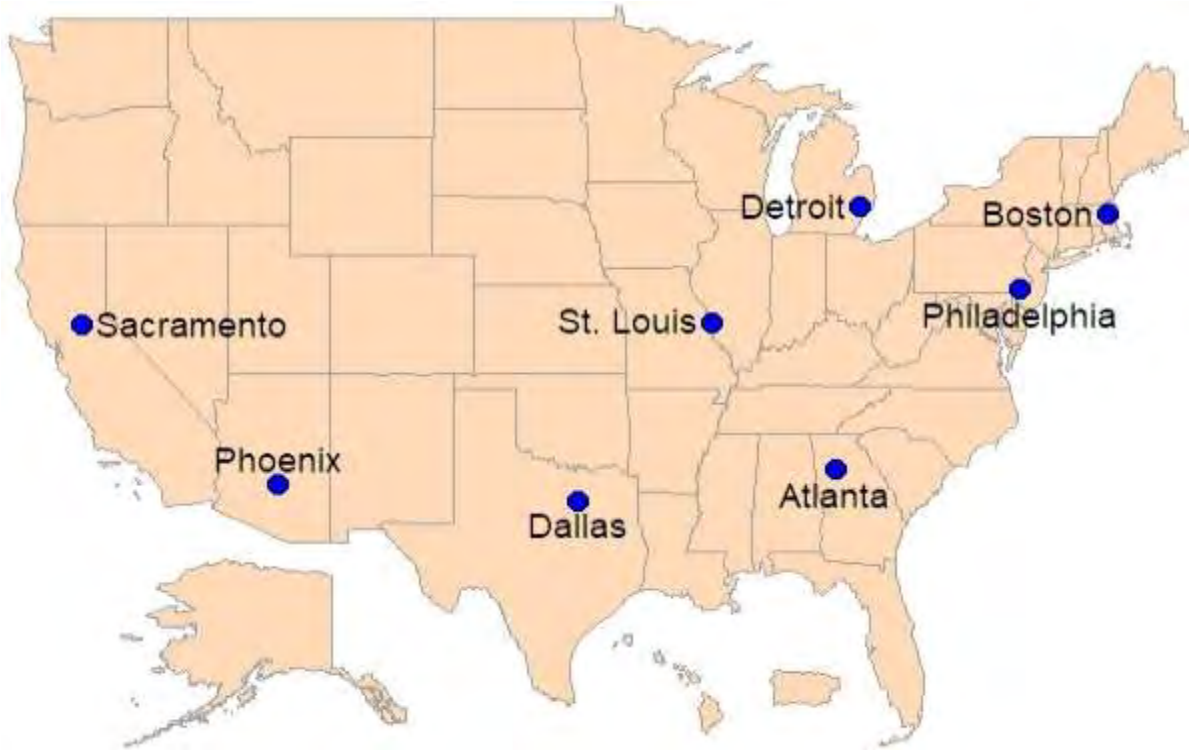 Detroit
Boston
Philadelphia
Sacramento
St. Louis
Phoenix
Atlanta
Dallas